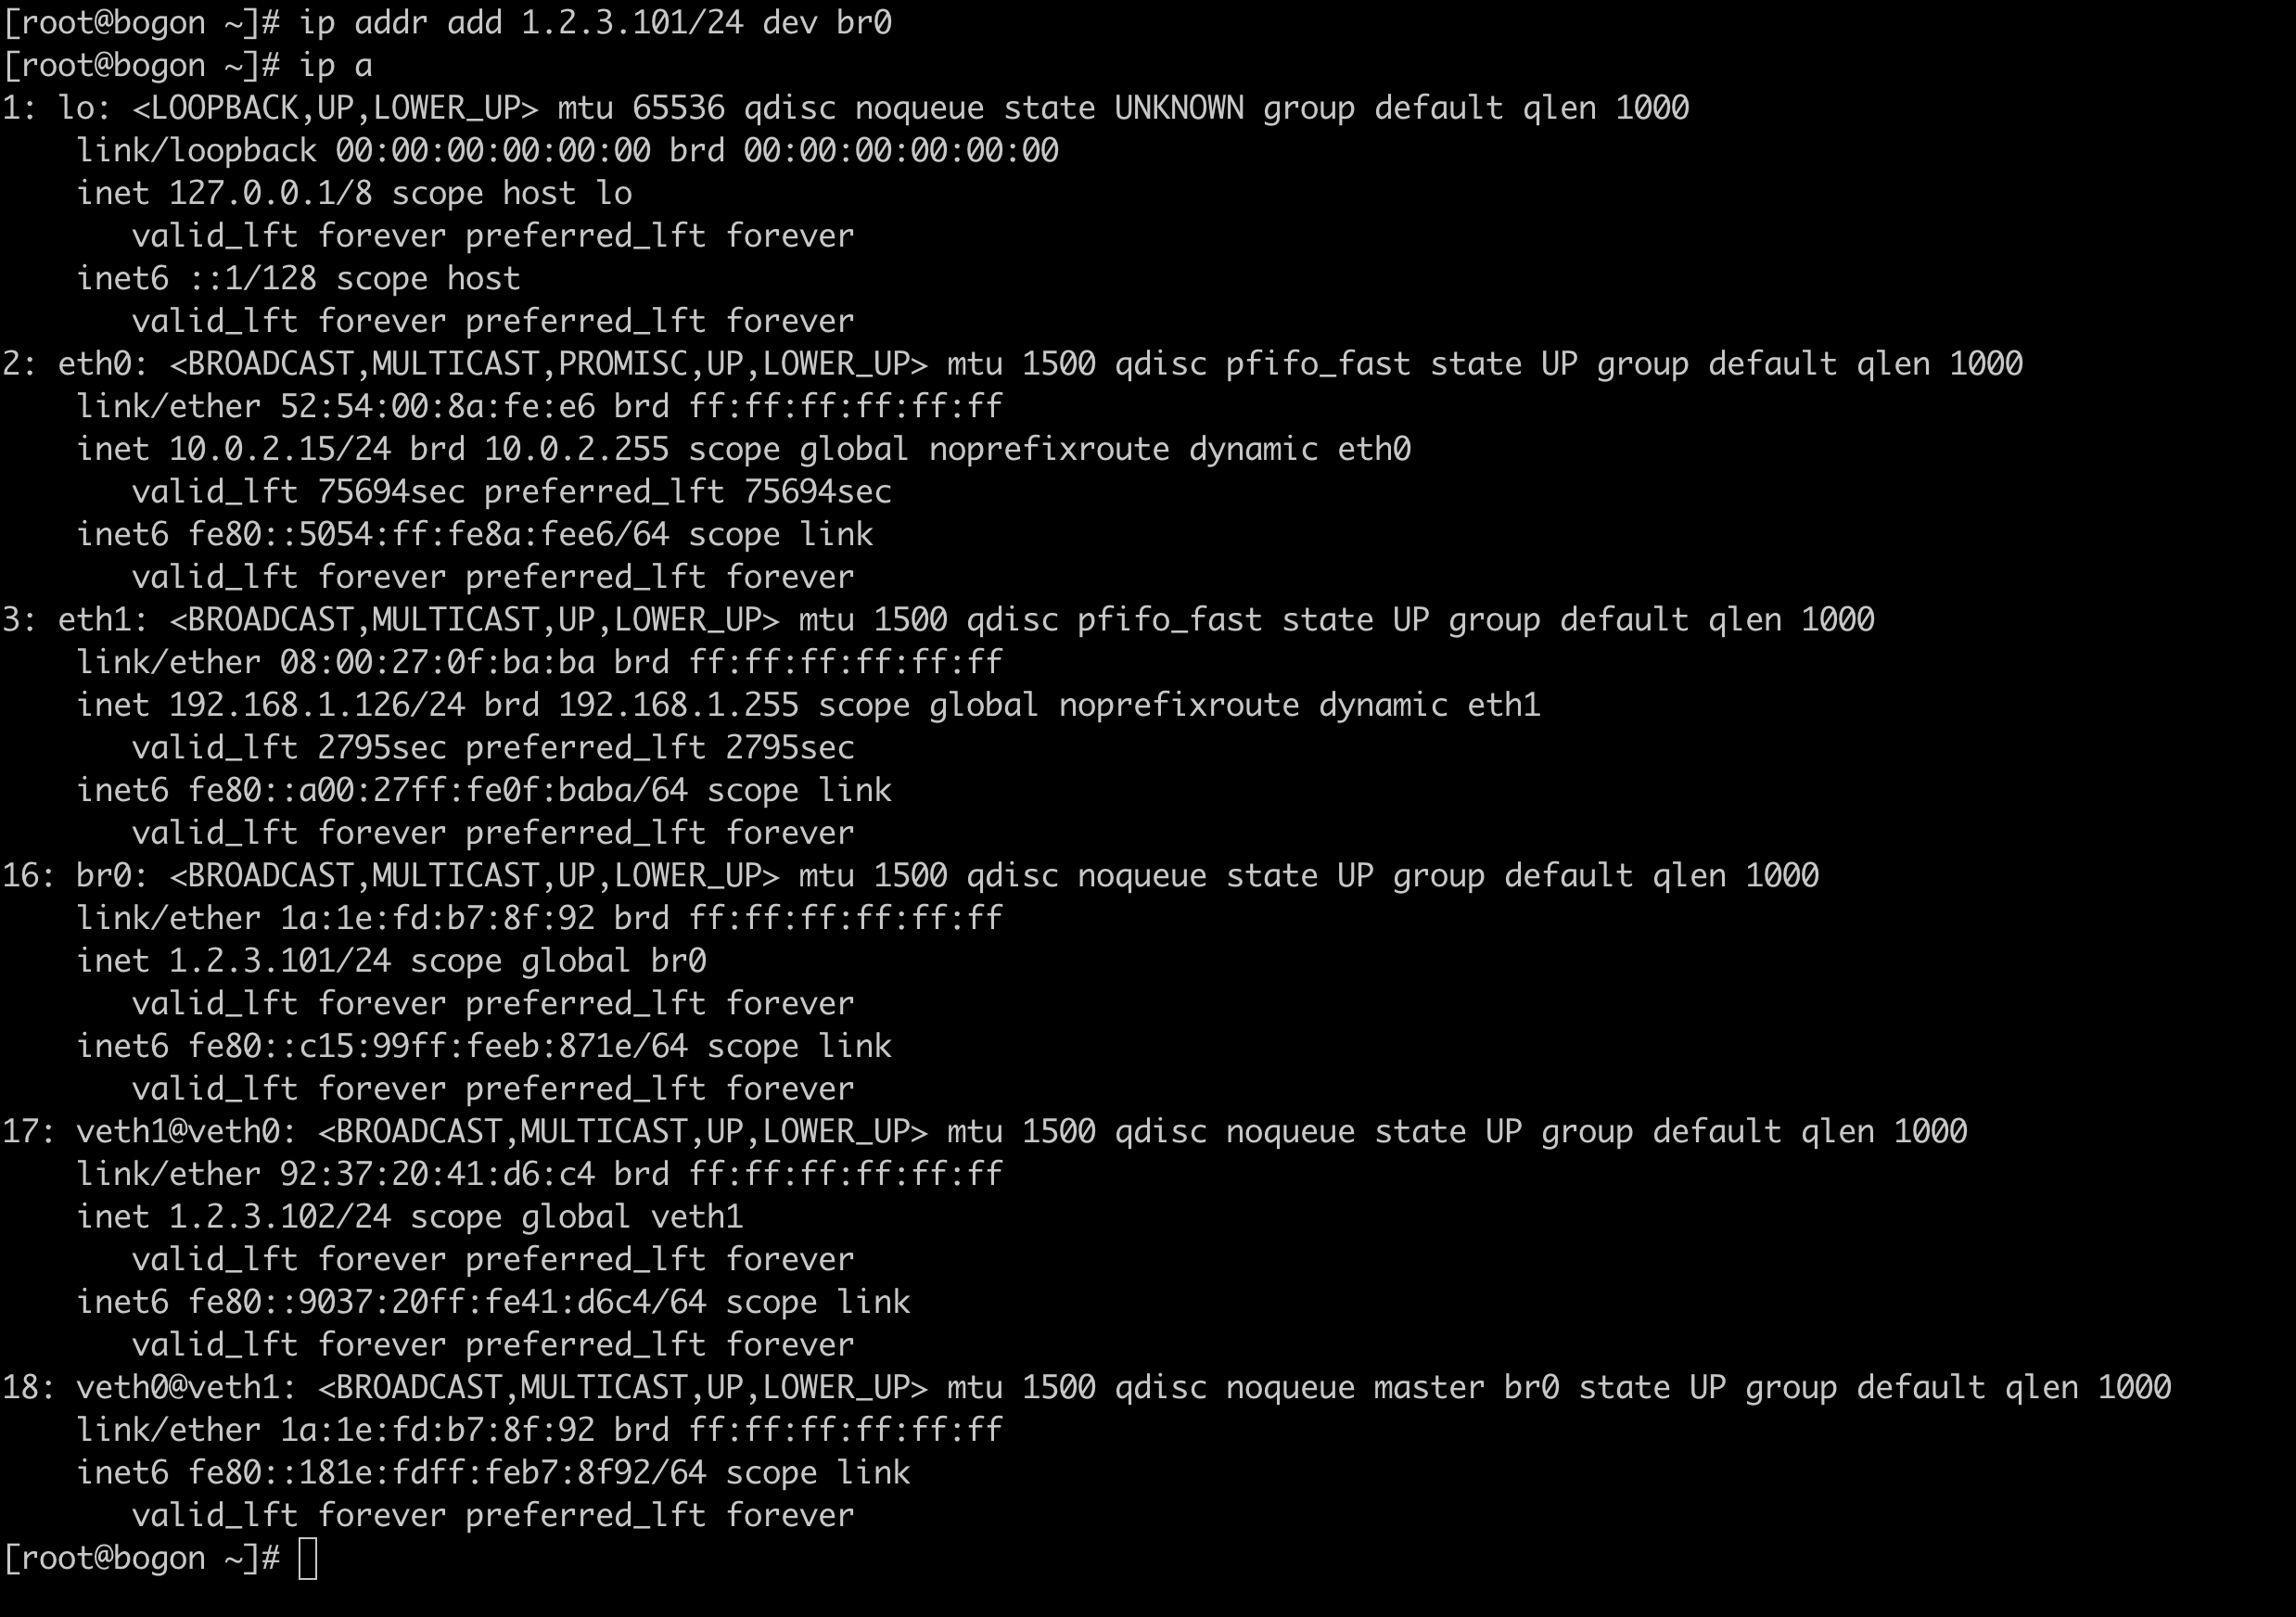 [root@bogon ~]# ip addr add 1.2.3.101/24 dev br0
[root@bogon ~]# ip a
1: lo: <LOOPBACK,UP,LOWER_UP> mtu 65536 qdisc noqueue state UNKNOWN group default qlen 1000
    link/loopback 00:00:00:00:00:00 brd 00:00:00:00:00:00
    inet 127.0.0.1/8 scope host lo
       valid_lft forever preferred_lft forever
    inet6 ::1/128 scope host
       valid_lft forever preferred_lft forever
2: eth0: <BROADCAST,MULTICAST,PROMISC,UP,LOWER_UP> mtu 1500 qdisc pfifo_fast state UP group default qlen 1000
    link/ether 52:54:00:8a:fe:e6 brd ff:ff:ff:ff:ff:ff
    inet 10.0.2.15/24 brd 10.0.2.255 scope global noprefixroute dynamic eth0
       valid_lft 75694sec preferred_lft 75694sec
    inet6 fe80::5054:ff:fe8a:fee6/64 scope link
       valid_lft forever preferred_lft forever
3: eth1: <BROADCAST,MULTICAST,UP,LOWER_UP> mtu 1500 qdisc pfifo_fast state UP group default qlen 1000
    link/ether 08:00:27:0f:ba:ba brd ff:ff:ff:ff:ff:ff
    inet 192.168.1.126/24 brd 192.168.1.255 scope global noprefixroute dynamic eth1
       valid_lft 2795sec preferred_lft 2795sec
    inet6 fe80::a00:27ff:fe0f:baba/64 scope link
       valid_lft forever preferred_lft forever
16: br0: <BROADCAST,MULTICAST,UP,LOWER_UP> mtu 1500 qdisc noqueue state UP group default qlen 1000
    link/ether 1a:1e:fd:b7:8f:92 brd ff:ff:ff:ff:ff:ff
    inet 1.2.3.101/24 scope global br0
       valid_lft forever preferred_lft forever
    inet6 fe80::c15:99ff:feeb:871e/64 scope link
       valid_lft forever preferred_lft forever
17: veth1@veth0: <BROADCAST,MULTICAST,UP,LOWER_UP> mtu 1500 qdisc noqueue state UP group default qlen 1000
    link/ether 92:37:20:41:d6:c4 brd ff:ff:ff:ff:ff:ff
    inet 1.2.3.102/24 scope global veth1
       valid_lft forever preferred_lft forever
    inet6 fe80::9037:20ff:fe41:d6c4/64 scope link
       valid_lft forever preferred_lft forever
18: veth0@veth1: <BROADCAST,MULTICAST,UP,LOWER_UP> mtu 1500 qdisc noqueue master br0 state UP group default qlen 1000
    link/ether 1a:1e:fd:b7:8f:92 brd ff:ff:ff:ff:ff:ff
    inet6 fe80::181e:fdff:feb7:8f92/64 scope link
       valid_lft forever preferred_lft forever
[root@bogon ~]#